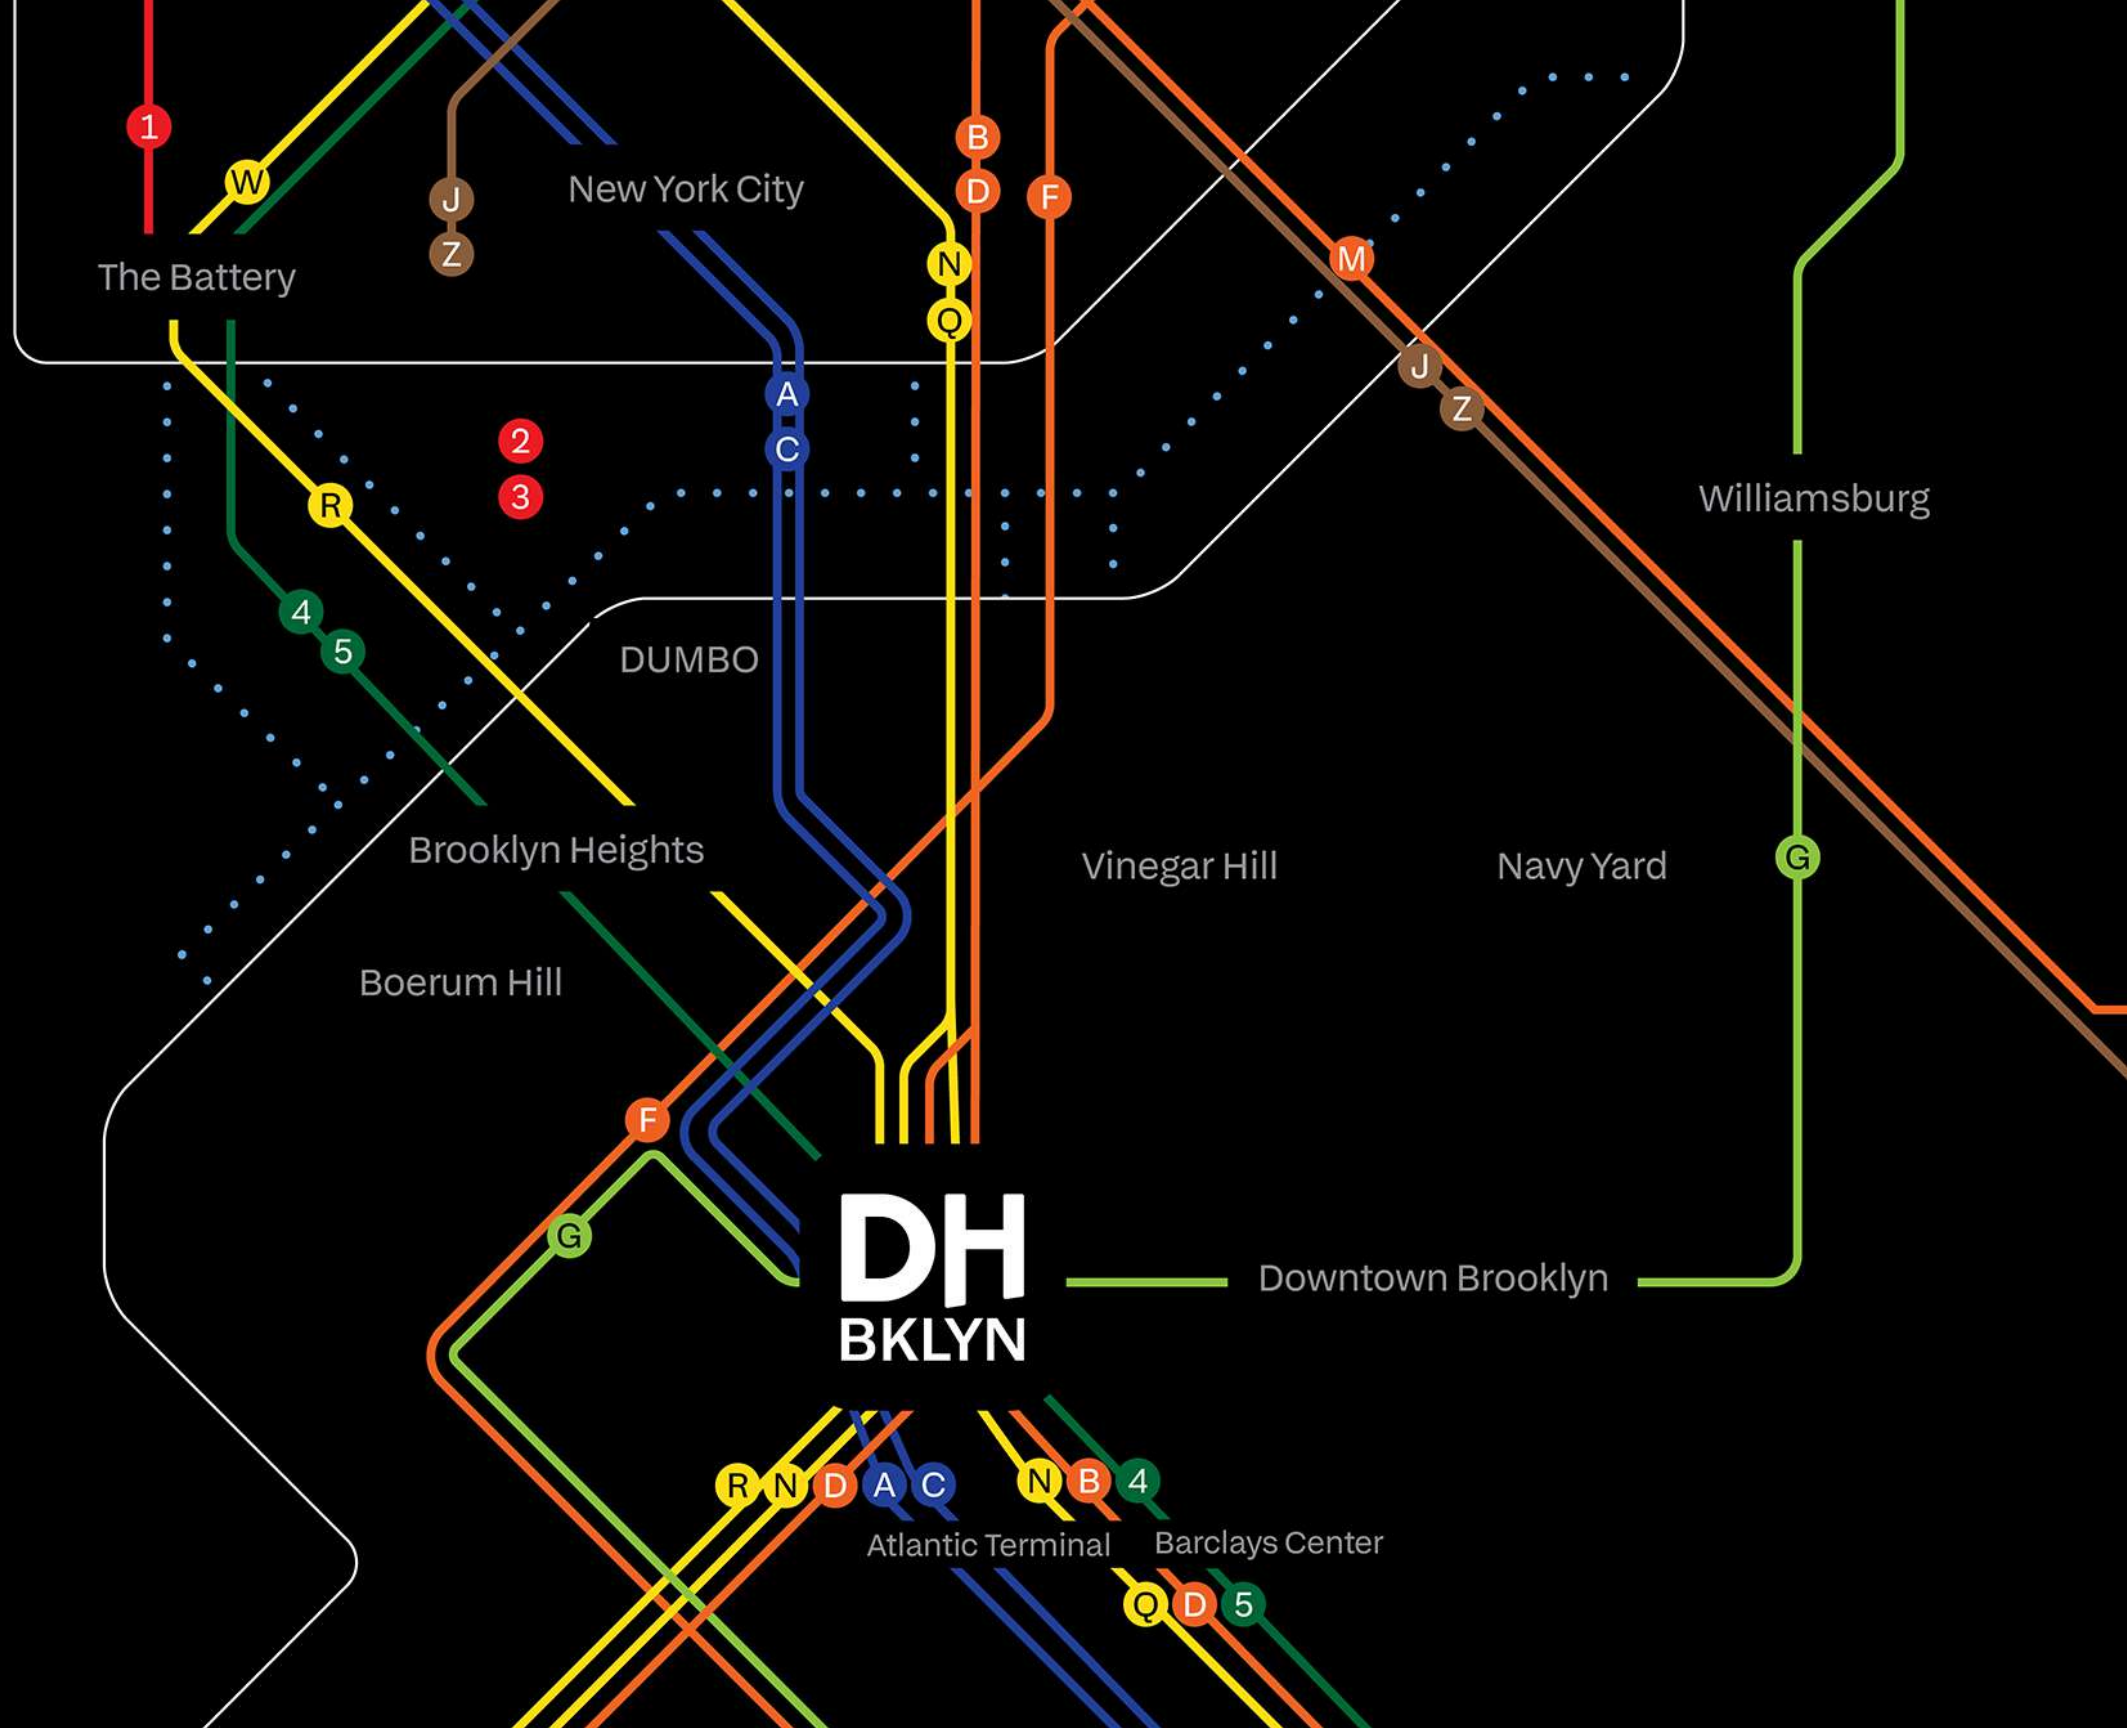 1
B
W
D
F
J
New York City
Z
N
The Battery
M
Q
J
A
Z
2
C
3
Williamsburg
R
4
5
DUMBO
Brooklyn Heights
Vinegar Hill
Navy Yard
G
Boerum Hill
F
G
DH
BKLYN
Downtown Brooklyn
R N D A C N B 4
Atlantic Terminal
Barclays Center
Q D 5